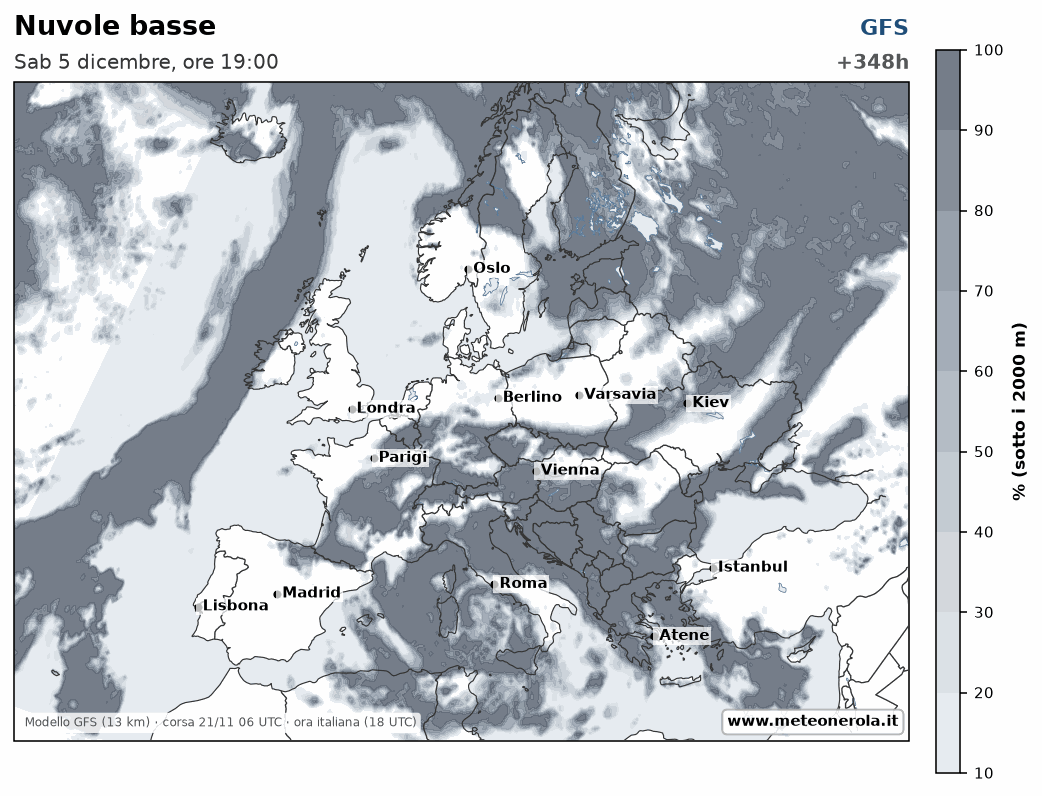 Nuvole basse
GFS
Sab 5 dicembre, ore 19:00
+348h
100
90
80
70
60
50
40
30
20
10
% (sotto i 2000 m)
Oslo
Berlino
Varsavia
Kiev
Londra
Parigi
Vienna
Istanbul
Roma
Madrid
Lisbona
Atene
Modello GFS (13 km) · corsa 21/11 06 UTC · ora italiana (18 UTC)
www.meteonerola.it